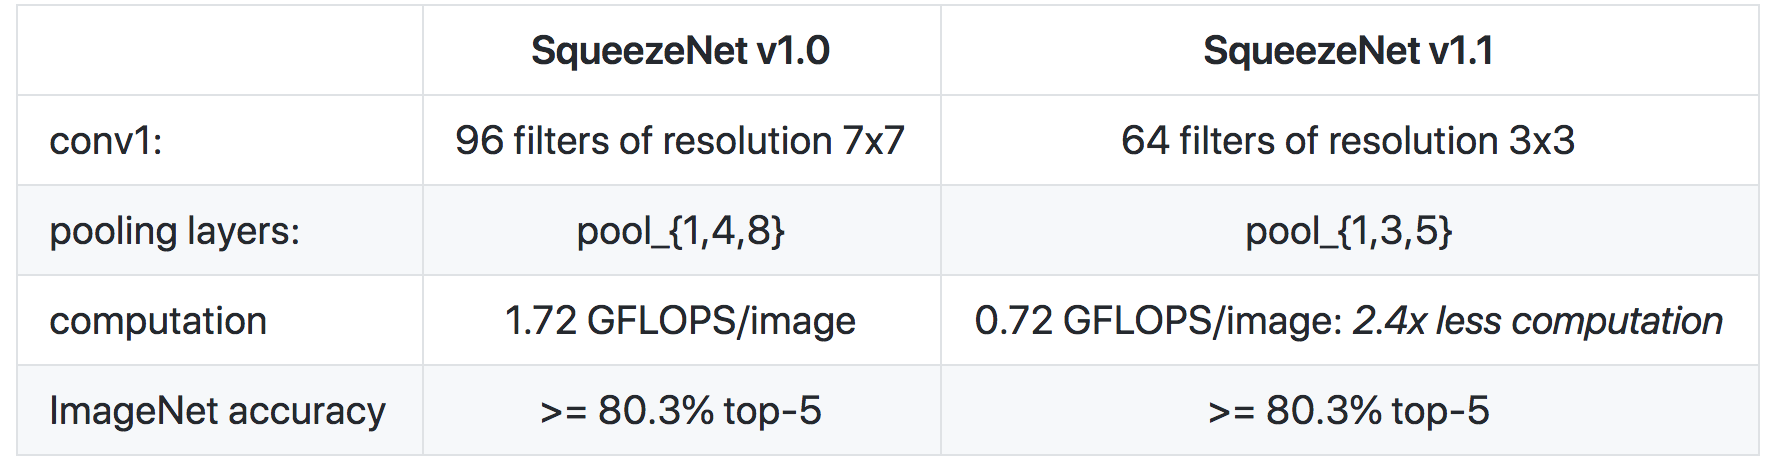 SqueezeNet v1.0 SqueezeNet v1.1
conv1: 96 filters of resolution 7x7 64 filters of resolution 3x3
pooling layers: pool_{1,4,8} pool_{1,3,5}
computation 1.72 GFLOPS/image 0.72 GFLOPS/image: 2.4x less computation
ImageNet accuracy >= 80.3% top-5 >= 80.3% top-5